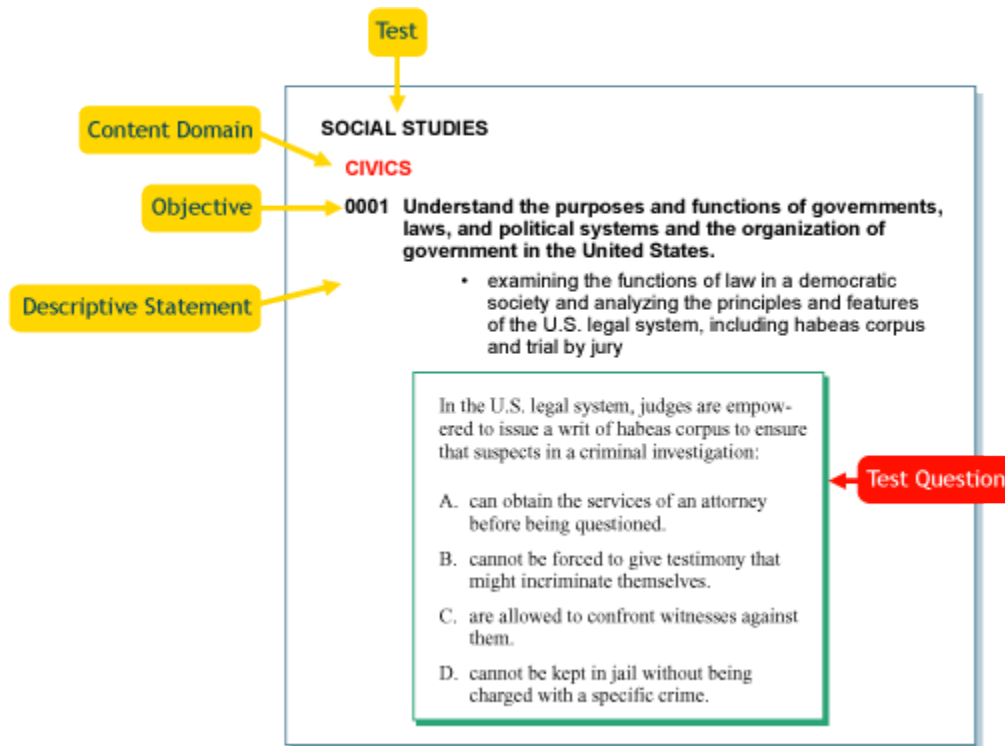 Test
Content Domain
SOCIAL STUDIES
CIVICS
Objective
0001 Understand the purposes and functions of governments,
laws, and political systems and the organization of
government in the United States.
Descriptive Statement
• examining the functions of law in a democratic
society and analyzing the principles and features
of the U.S. legal system, including habeas corpus
and trial by jury
In the U.S. legal system, judges are empow-
ered to issue a writ of habeas corpus to ensure
that suspects in a criminal investigation:
Test Question
A. can obtain the services of an attorney
before being questioned.
B. cannot be forced to give testimony that
might incriminate themselves.
C. are allowed to confront witnesses against
them.
D. cannot be kept in jail without being
charged with a specific crime.